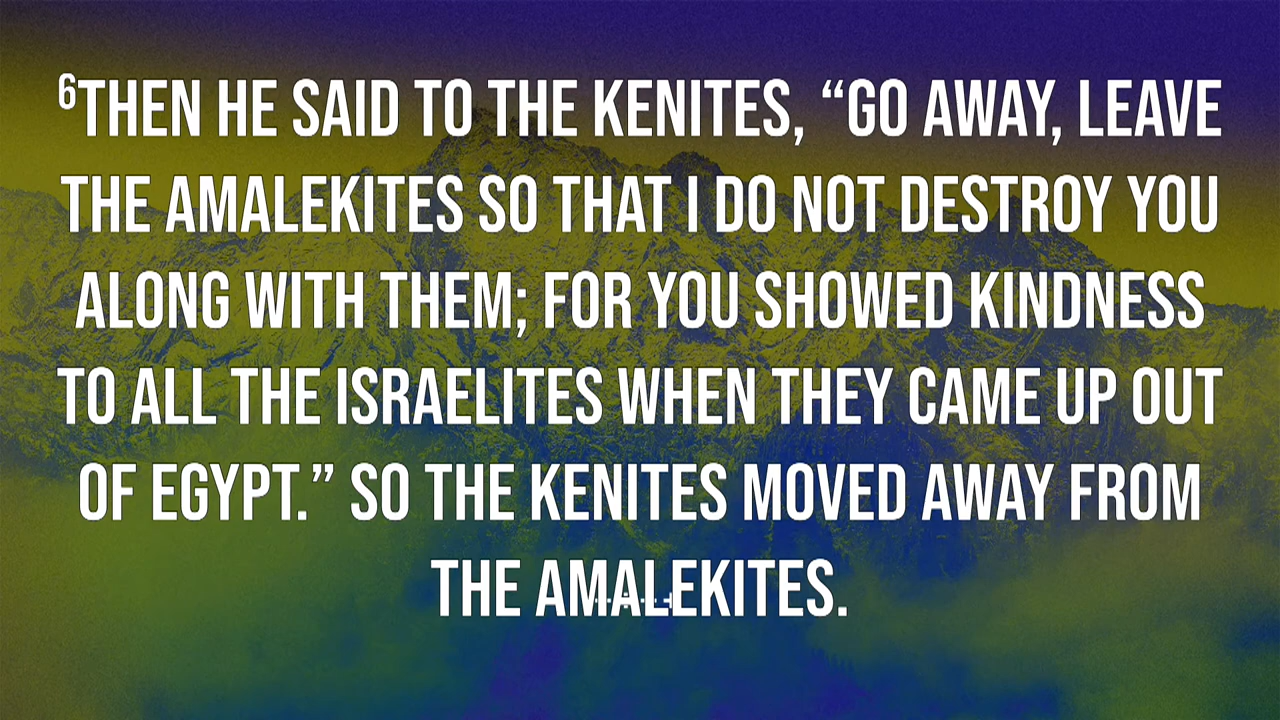 ⁶THEN HE SAID TO THE KENITES, “GO AWAY, LEAVE
THE AMALEKITES SO THAT I DO NOT DESTROY YOU
ALONG WITH THEM; FOR YOU SHOWED KINDNESS
TO ALL THE ISRAELITES WHEN THEY CAME UP OUT
OF EGYPT.” SO THE KENITES MOVED AWAY FROM
THE AMALEKITES.